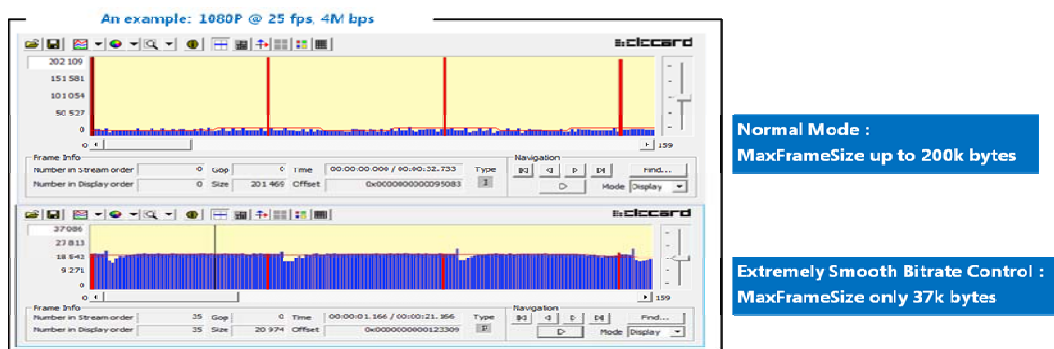 An example: 1080P @ 25 fps, 4M bps
elecard
202 109
151 581
101 054
50 527
0
0
159
Frame Info
Number in Stream order 0 Gop 0 Time 00:00:00.000 / 00:00:32.733 Type
Number in Display order 0 Size 201 469 Offset 0x0000000000095083 I
Navigation
Find...
Mode Display
Normal Mode :
MaxFrameSize up to 200k bytes
elecard
37 086
27 813
18 543
9 271
0
0
159
Frame Info
Number in Stream order 35 Gop 0 Time 00:00:01.166 / 00:00:21.166 Type
Number in Display order 35 Size 20 974 Offset 0x0000000000123309 P
Navigation
Find...
Mode Display
Extremely Smooth Bitrate Control :
MaxFrameSize only 37k bytes